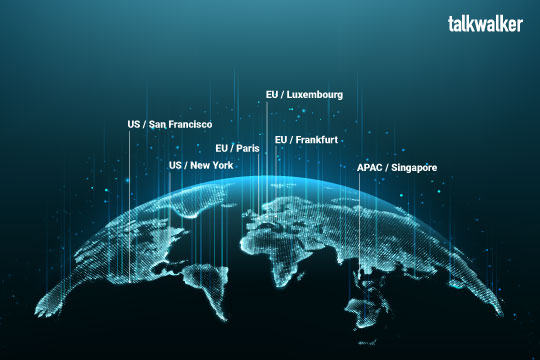 talkwalker
EU / Luxembourg
US / San Francisco
EU / Paris
EU / Frankfurt
US / New York
APAC / Singapore